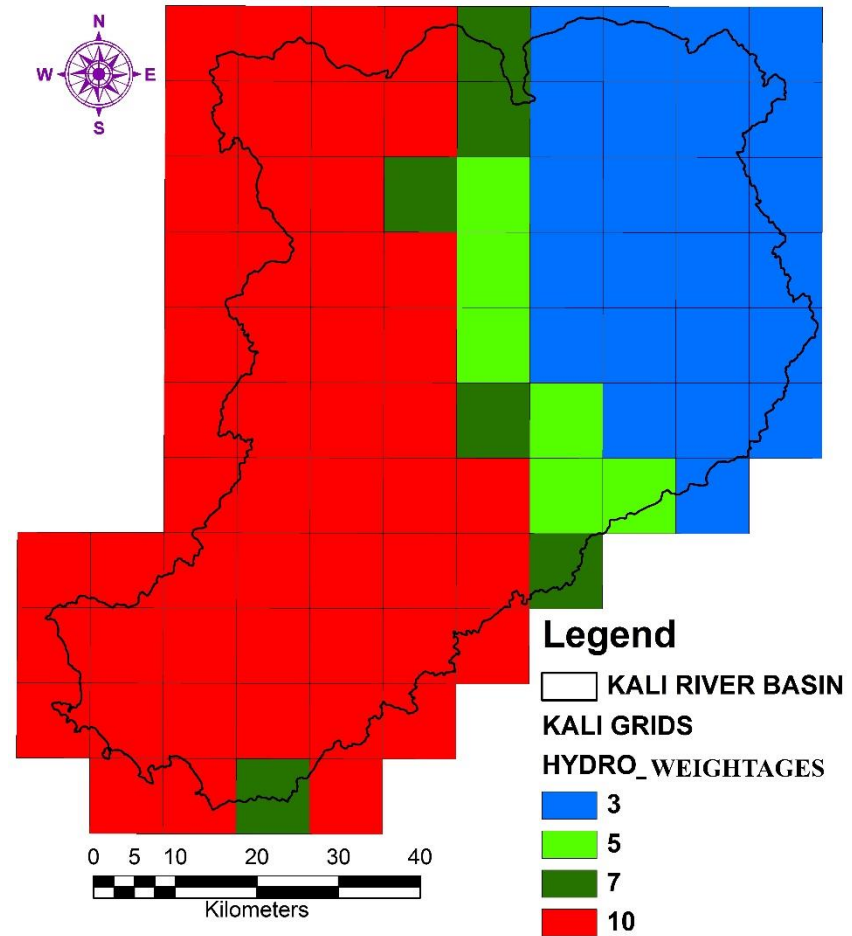 N
W E
S
Legend
KALI RIVER BASIN
KALI GRIDS
HYDRO_WEIGHTAGES
3
5
7
10
0 5 10 20 30 40
Kilometers